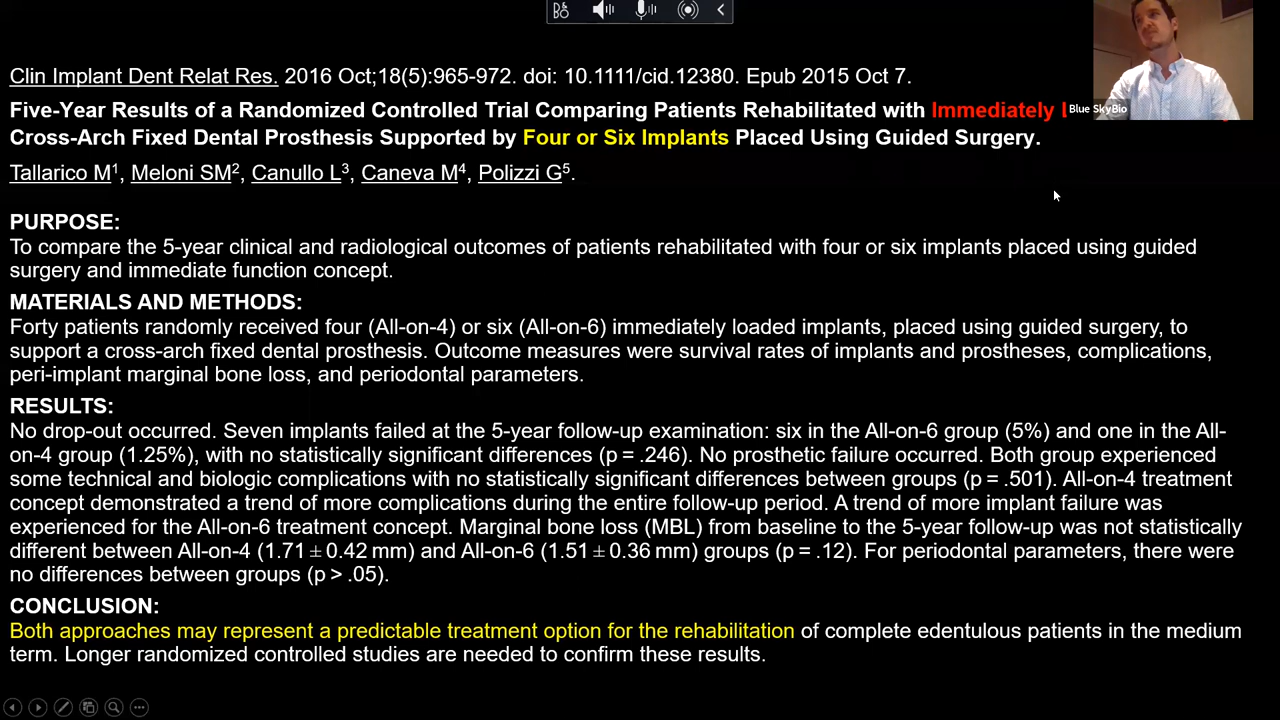 Clin Implant Dent Relat Res. 2016 Oct;18(5):965-972. doi: 10.1111/cid.12380. Epub 2015 Oct 7.
Five-Year Results of a Randomized Controlled Trial Comparing Patients Rehabilitated with Immediately
Blue SkyBio
Cross-Arch Fixed Dental Prosthesis Supported by Four or Six Implants Placed Using Guided Surgery.
Tallarico M1, Meloni SM2, Canullo L3, Caneva M4, Polizzi G5.
PURPOSE:
To compare the 5-year clinical and radiological outcomes of patients rehabilitated with four or six implants placed using guided
surgery and immediate function concept.
MATERIALS AND METHODS:
Forty patients randomly received four (All-on-4) or six (All-on-6) immediately loaded implants, placed using guided surgery, to
support a cross-arch fixed dental prosthesis. Outcome measures were survival rates of implants and prostheses, complications,
peri-implant marginal bone loss, and periodontal parameters.
RESULTS:
No drop-out occurred. Seven implants failed at the 5-year follow-up examination: six in the All-on-6 group (5%) and one in the All-
on-4 group (1.25%), with no statistically significant differences (p = .246). No prosthetic failure occurred. Both group experienced
some technical and biologic complications with no statistically significant differences between groups (p = .501). All-on-4 treatment
concept demonstrated a trend of more complications during the entire follow-up period. A trend of more implant failure was
experienced for the All-on-6 treatment concept. Marginal bone loss (MBL) from baseline to the 5-year follow-up was not statistically
different between All-on-4 (1.71 ± 0.42 mm) and All-on-6 (1.51 ± 0.36 mm) groups (p = .12). For periodontal parameters, there were
no differences between groups (p > .05).
CONCLUSION:
Both approaches may represent a predictable treatment option for the rehabilitation of complete edentulous patients in the medium
term. Longer randomized controlled studies are needed to confirm these results.